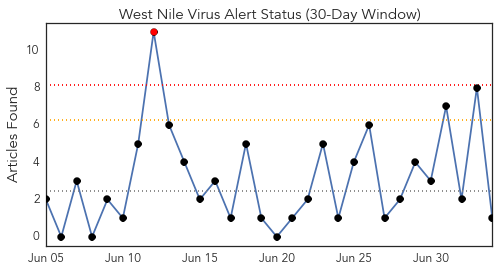 West Nile Virus Alert Status (30-Day Window)
Articles Found
10
8
6
4
2
0
Jun 05 Jun 10 Jun 15 Jun 20 Jun 25 Jun 30